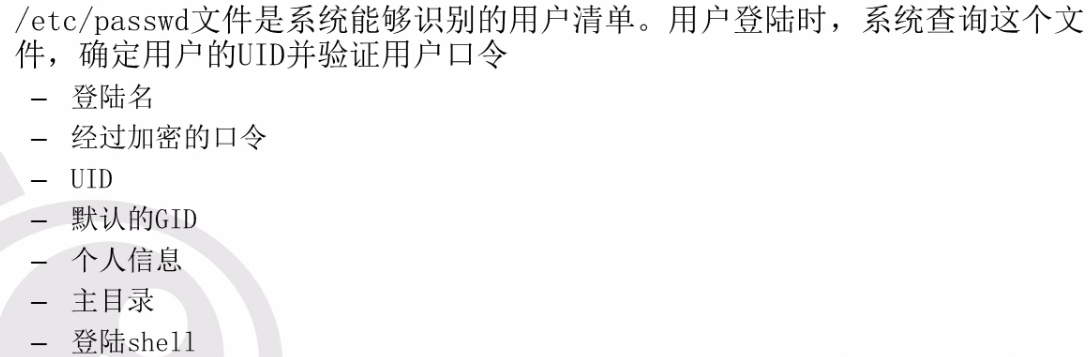 /etc/passwd文件是系统能够识别的用户清单。用户登陆时，系统查询这个文
件，确定用户的UID并验证用户口令
– 登陆名
– 经过加密的口令
– UID
– 默认的GID
– 个人信息
– 主目录
– 登陆shell